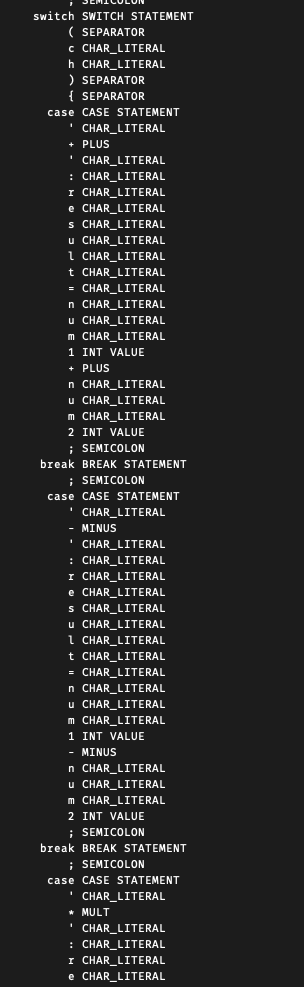 ; SEMICOLON
switch SWITCH STATEMENT
( SEPARATOR
c CHAR_LITERAL
h CHAR_LITERAL
) SEPARATOR
{ SEPARATOR
case CASE STATEMENT
' CHAR_LITERAL
+ PLUS
' CHAR_LITERAL
: CHAR_LITERAL
r CHAR_LITERAL
e CHAR_LITERAL
s CHAR_LITERAL
u CHAR_LITERAL
l CHAR_LITERAL
t CHAR_LITERAL
= CHAR_LITERAL
n CHAR_LITERAL
u CHAR_LITERAL
m CHAR_LITERAL
1 INT VALUE
+ PLUS
n CHAR_LITERAL
u CHAR_LITERAL
m CHAR_LITERAL
2 INT VALUE
; SEMICOLON
break BREAK STATEMENT
; SEMICOLON
case CASE STATEMENT
' CHAR_LITERAL
- MINUS
' CHAR_LITERAL
: CHAR_LITERAL
r CHAR_LITERAL
e CHAR_LITERAL
s CHAR_LITERAL
u CHAR_LITERAL
l CHAR_LITERAL
t CHAR_LITERAL
= CHAR_LITERAL
n CHAR_LITERAL
u CHAR_LITERAL
m CHAR_LITERAL
1 INT VALUE
- MINUS
n CHAR_LITERAL
u CHAR_LITERAL
m CHAR_LITERAL
2 INT VALUE
; SEMICOLON
break BREAK STATEMENT
; SEMICOLON
case CASE STATEMENT
' CHAR_LITERAL
* MULT
' CHAR_LITERAL
: CHAR_LITERAL
r CHAR_LITERAL
e CHAR_LITERAL